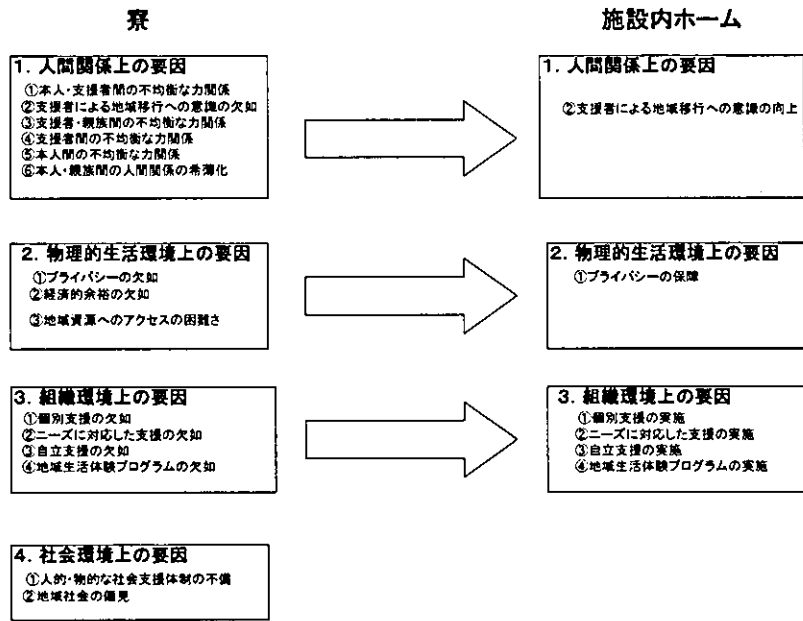 寮
1. 人間関係上の要因
①本人・支援者間の不均衡な力関係
②支援者による地域移行への意識の欠如
③支援者・親族間の不均衡な力関係
④支援者間の不均衡な力関係
⑤本人間の不均衡な力関係
⑥本人・親族間の人間関係の希薄化
2. 物理的生活環境上の要因
①プライバシーの欠如
②経済的余裕の欠如
③地域資源へのアクセスの困難さ
3. 組織環境上の要因
①個別支援の欠如
②ニーズに対応した支援の欠如
③自立支援の欠如
④地域生活体験プログラムの欠如
4. 社会環境上の要因
①人的・物的な社会支援体制の不備
②地域社会の偏見
施設内ホーム
1. 人間関係上の要因
②支援者による地域移行への意識の向上
2. 物理的生活環境上の要因
①プライバシーの保障
3. 組織環境上の要因
①個別支援の実施
②ニーズに対応した支援の実施
③自立支援の実施
④地域生活体験プログラムの実施